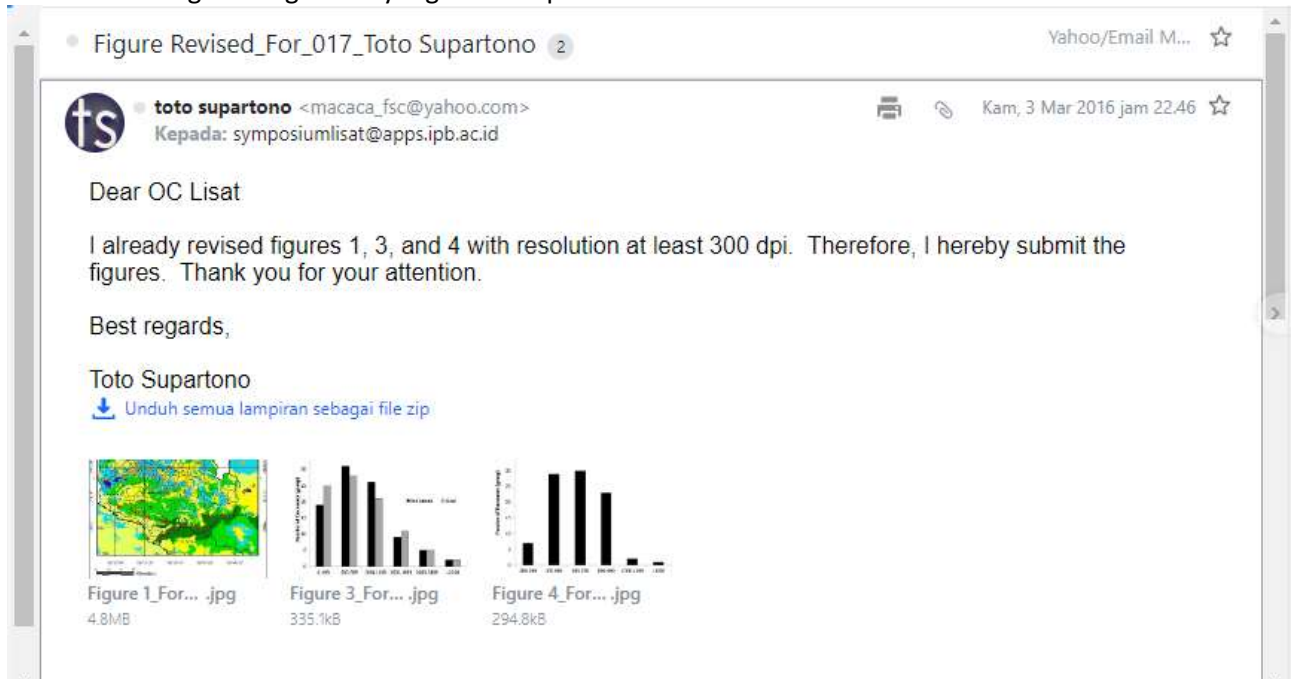 Figure Revised_For_017_Toto Supartono 2
Yahoo/Email M...
ts
toto supartono <macaca_fsc@yahoo.com>
Kam, 3 Mar 2016 jam 22.46
Kepada: symposiumlisat@apps.ipb.ac.id
Dear OC Lisat
I already revised figures 1, 3, and 4 with resolution at least 300 dpi. Therefore, I hereby submit the
figures. Thank you for your attention.
Best regards,
Toto Supartono
Unduh semua lampiran sebagai file zip
Figure 1_For... .jpg
4.8MB
Figure 3_For... .jpg
335.1kB
Figure 4_For... .jpg
294.8kB